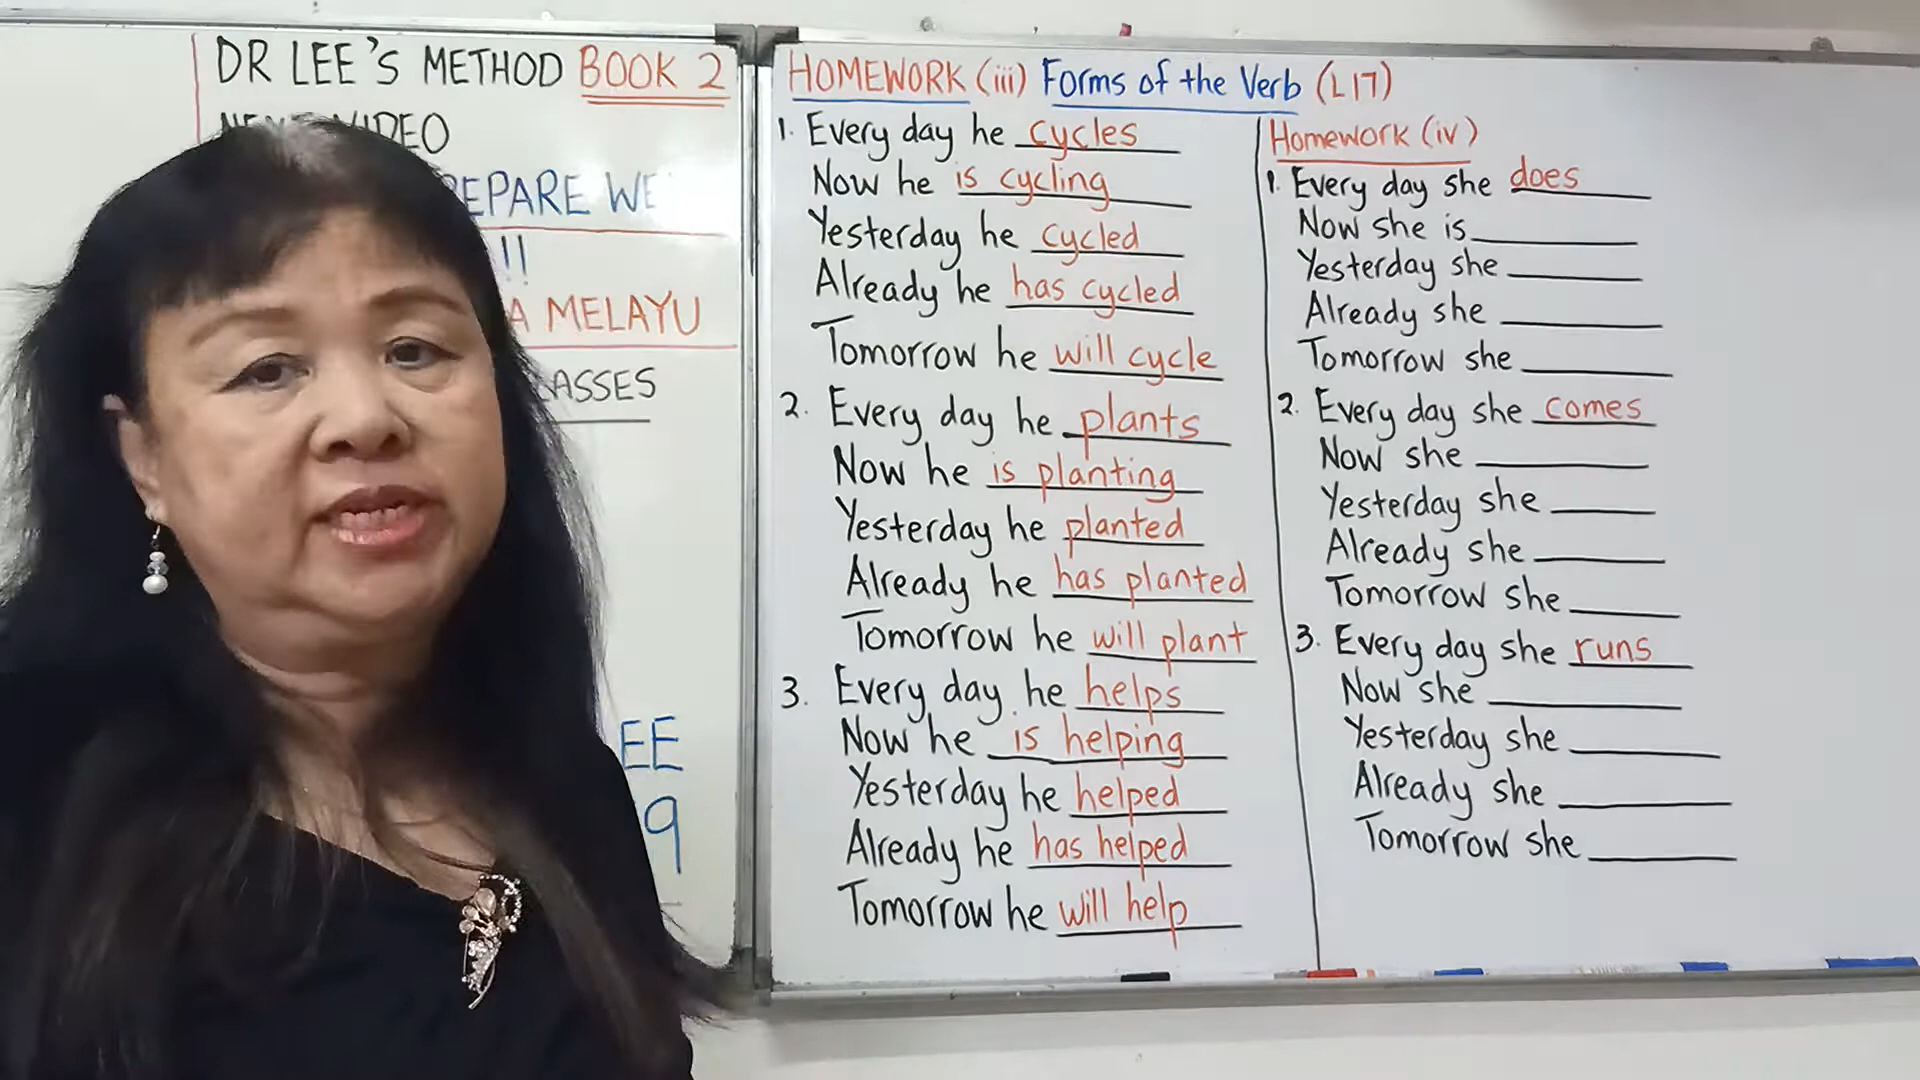 DR LEE'S METHOD BOOK 2
VIDEO
WE
!!
MELAYU
HOMEWORK (iii) Forms of the Verb (L17)
1. Every day he cycles
Now he is cycling
Yesterday he cycled
Already he has cycled
Tomorrow he will cycle
2. Every day he plants
Now he is planting
Yesterday he planted
Already he has planted
Tomorrow he will plant
3. Every day he helps
Now he is helping
Yesterday he helped
Already he has helped
Tomorrow he will help
Homework (iv)
1. Every day she does
Now she is
Yesterday she
Already she
Tomorrow she
2. Every day she comes
Now she
Yesterday she
Already she
Tomorrow she
3. Every day she runs
Now she
Yesterday she
Already she
Tomorrow she